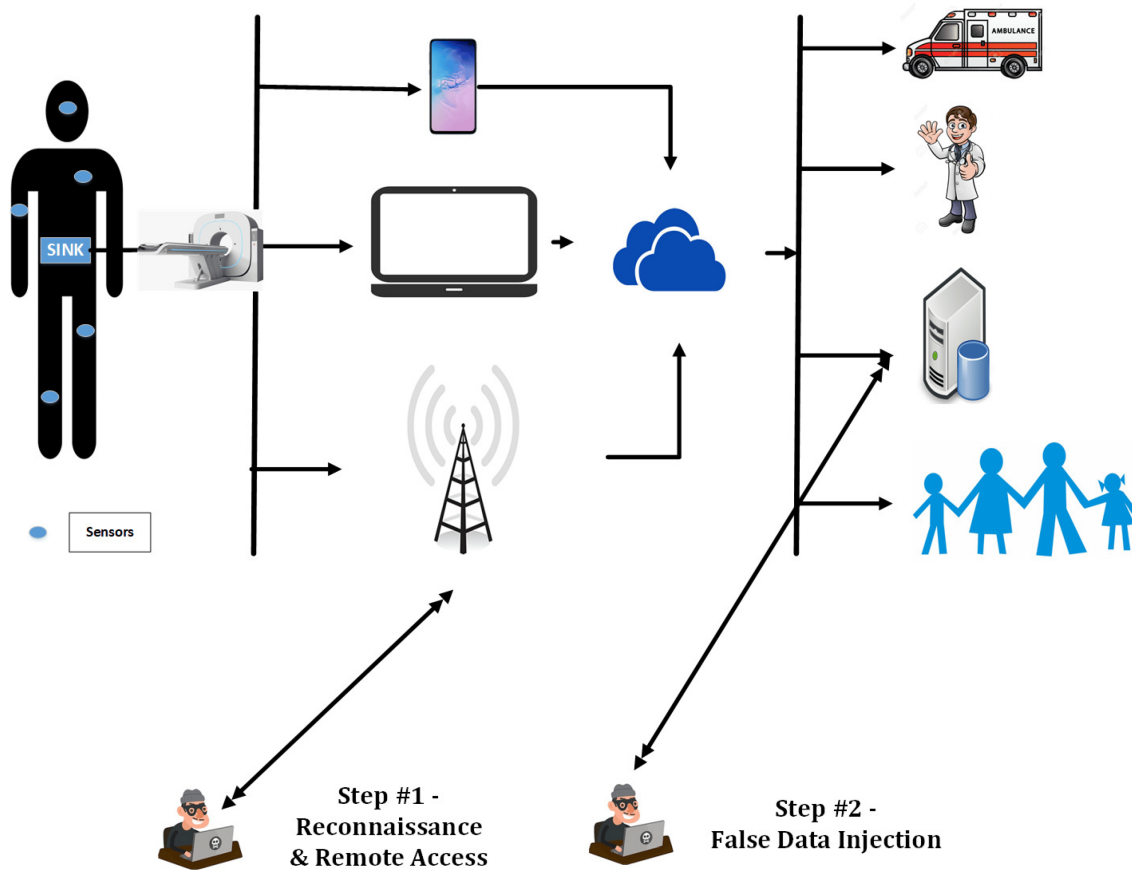 AMBULANCE
SINK
Sensors
Step #1 -
Reconnaissance
& Remote Access
Step #2 -
False Data Injection